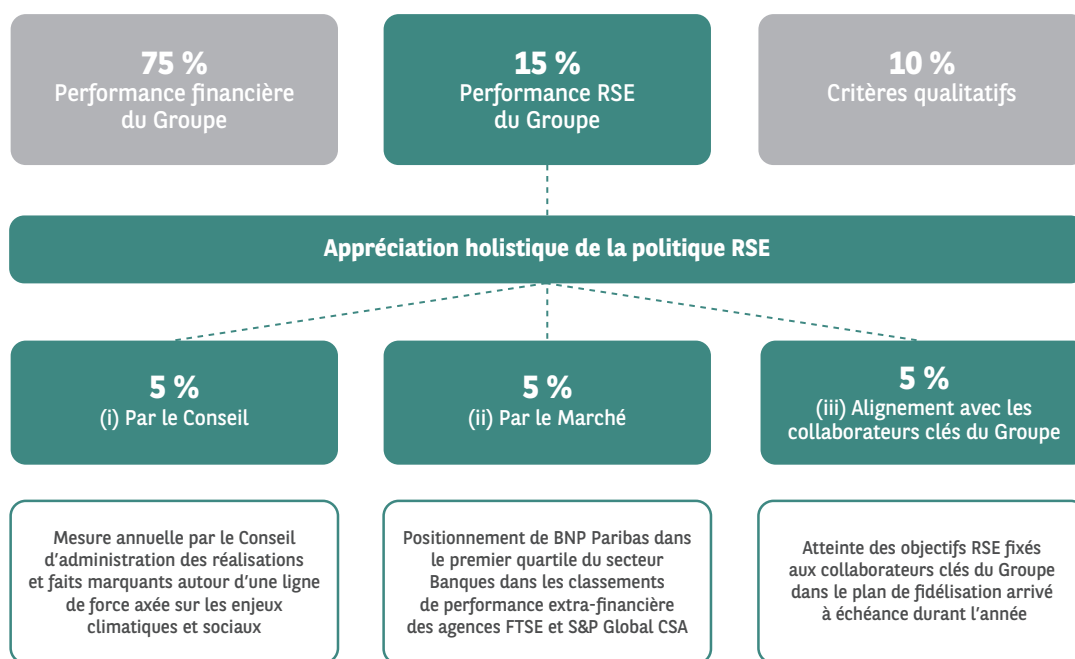 75 %
Performance financière
du Groupe
15 %
Performance RSE
du Groupe
10 %
Critères qualitatifs
Appréciation holistique de la politique RSE
5 %
(i) Par le Conseil
5 %
(ii) Par le Marché
5 %
(iii) Alignement avec les
collaborateurs clés du Groupe
Mesure annuelle par le Conseil
d'administration des réalisations
et faits marquants autour d'une ligne
de force axée sur les enjeux
climatiques et sociaux
Positionnement de BNP Paribas dans
le premier quartile du secteur
Banques dans les classements
de performance extra-financière
des agences FTSE et S&P Global CSA
Atteinte des objectifs RSE fixés
aux collaborateurs clés du Groupe
dans le plan de fidélisation arrivé
à échéance durant l'année